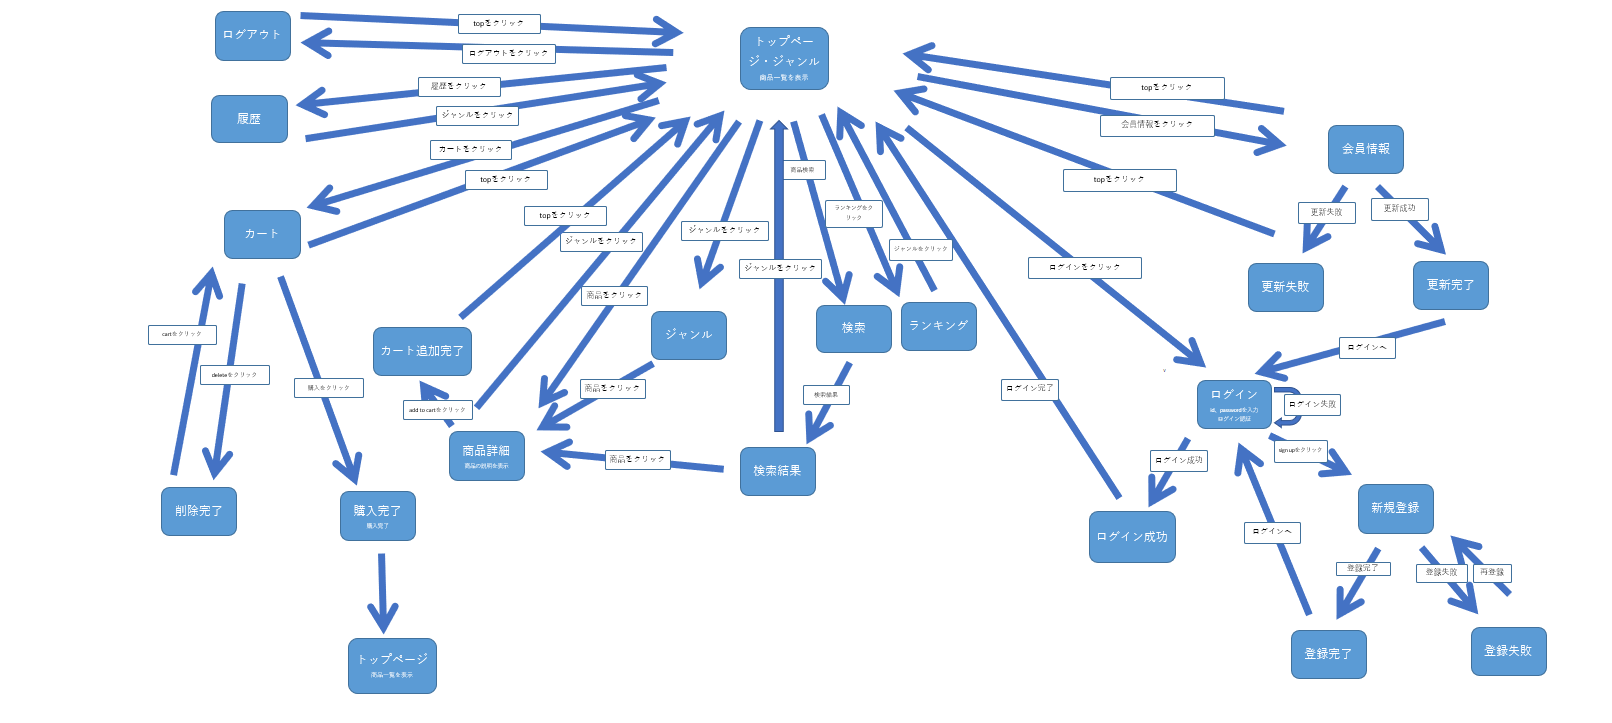 ログアウト
topをクリック
ログアウトをクリック
トップペー
ジ・ジャンル
商品一覧を表示
履歴
履歴をクリック
ジャンルをクリック
カートをクリック
topをクリック
topをクリック
会員情報をクリック
会員情報
topをクリック
更新失敗
更新成功
更新失敗
更新完了
カート
topをクリック
ジャンルをクリック
商品をクリック
ジャンルをクリック
商品検索
ランキングをク
リック
ジャンルをクリック
ジャンルをクリック
ログインをクリック
cartをクリック
deleteをクリック
購入をクリック
カート追加完了
add to cartをクリック
ジャンル
商品をクリック
検索
ランキング
検索結果
ログイン完了
ログインへ
v
ログイン
id、passwordを入力
ログイン認証
ログイン失敗
sign upをクリック
商品詳細
商品の説明を表示
商品をクリック
検索結果
ログイン成功
削除完了
購入完了
購入完了
ログイン成功
ログインへ
新規登録
登録完了
登録失敗
再登録
トップページ
商品一覧を表示
登録完了
登録失敗